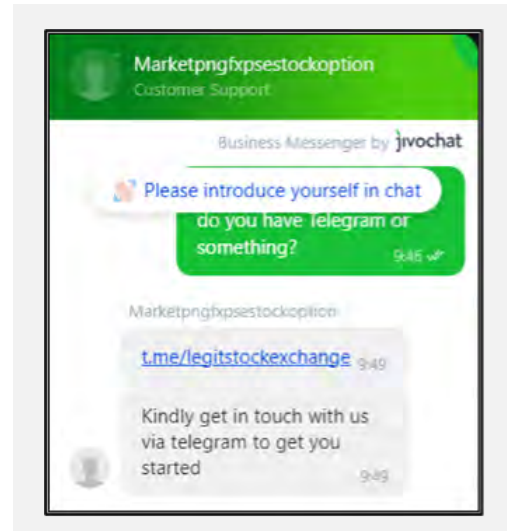 Marketpngfxpsestockoption
Customer Support
Business Messenger by jivochat
Please introduce yourself in chat
do you have Telegram or
something?
9:46
Marketpngfxpsestockoption
t.me/legitstockexchange 9:49
Kindly get in touch with us
via telegram to get you
started
9:49